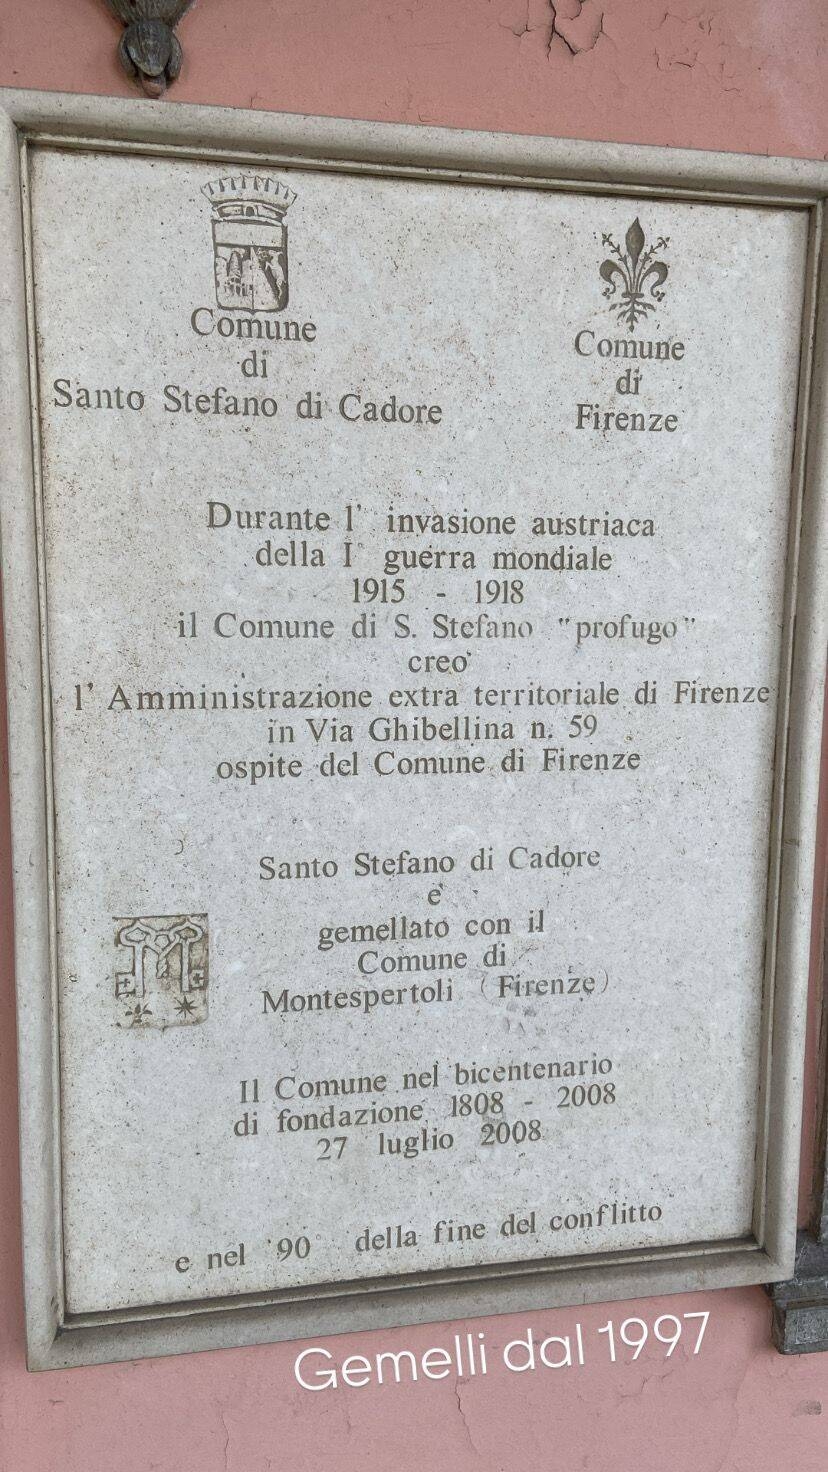 Comune
di
Santo Stefano di Cadore
Comune
di
Firenze
Durante l' invasione austriaca
della I° guerra mondiale
1915 - 1918
il Comune di S. Stefano "profugo"
creo'
l' Amministrazione extra territoriale di Firenze
in Via Ghibellina n. 59
ospite del Comune di Firenze
Santo Stefano di Cadore
e'
gemellato con il
Comune di
Montespertoli (Firenze)
M
Il Comune nel bicentenario
di fondazione 1808 - 2008
27 luglio 2008
e nel '90° della fine del conflitto
Gemelli dal 1997